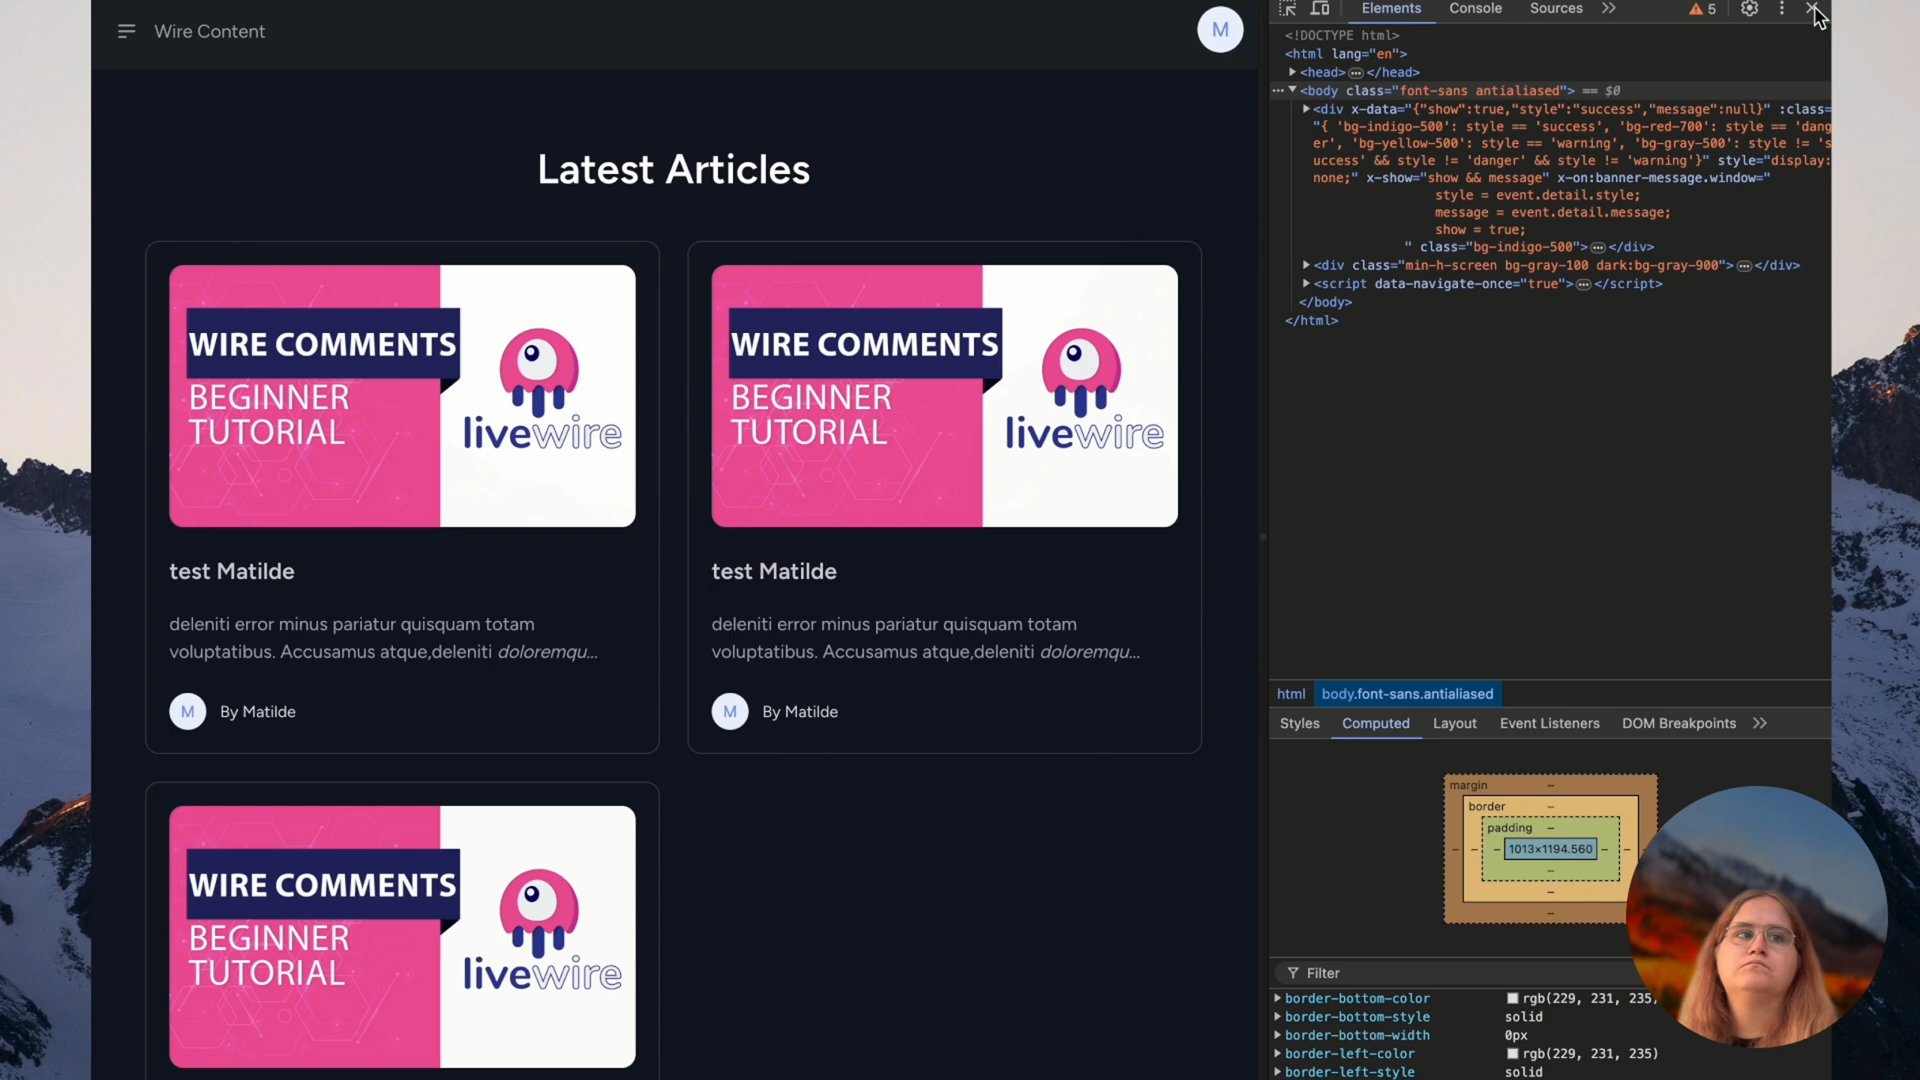 Wire Content
M
Latest Articles
WIRE COMMENTS
BEGINNER
TUTORIAL
livewire
test Matilde
deleniti error minus pariatur quisquam totam
voluptatibus. Accusamus atque,deleniti doloremqu...
M By Matilde
WIRE COMMENTS
BEGINNER
TUTORIAL
livewire
test Matilde
deleniti error minus pariatur quisquam totam
voluptatibus. Accusamus atque,deleniti doloremqu...
M By Matilde
WIRE COMMENTS
BEGINNER
TUTORIAL
livewire
Elements Console Sources 5
<!DOCTYPE html>
<html lang="en">
<head> </head>
<body class="font-sans antialiased"> == $0
<div x-data="{"show":true,"style":"success","message":null}" :class=
"{ 'bg-indigo-500': style == 'success', 'bg-red-700': style == 'dang
er', 'bg-yellow-500': style == 'warning', 'bg-gray-500': style != 's
uccess' && style != 'danger' && style != 'warning'}" style="display:
none;" x-show="show && message" x-on:banner-message.window="
style = event.detail.style;
message = event.detail.message;
show = true;
" class="bg-indigo-500"> </div>
<div class="min-h-screen bg-gray-100 dark:bg-gray-900"> </div>
<script data-navigate-once="true"> </script>
</body>
</html>
html body.font-sans.antialiased
Styles Computed Layout Event Listeners DOM Breakpoints
margin
border
padding
1013×1194.560
Filter
border-bottom-color rgb(229, 231, 235)
border-bottom-style solid
border-bottom-width 0px
border-left-color rgb(229, 231, 235)
border-left-style solid